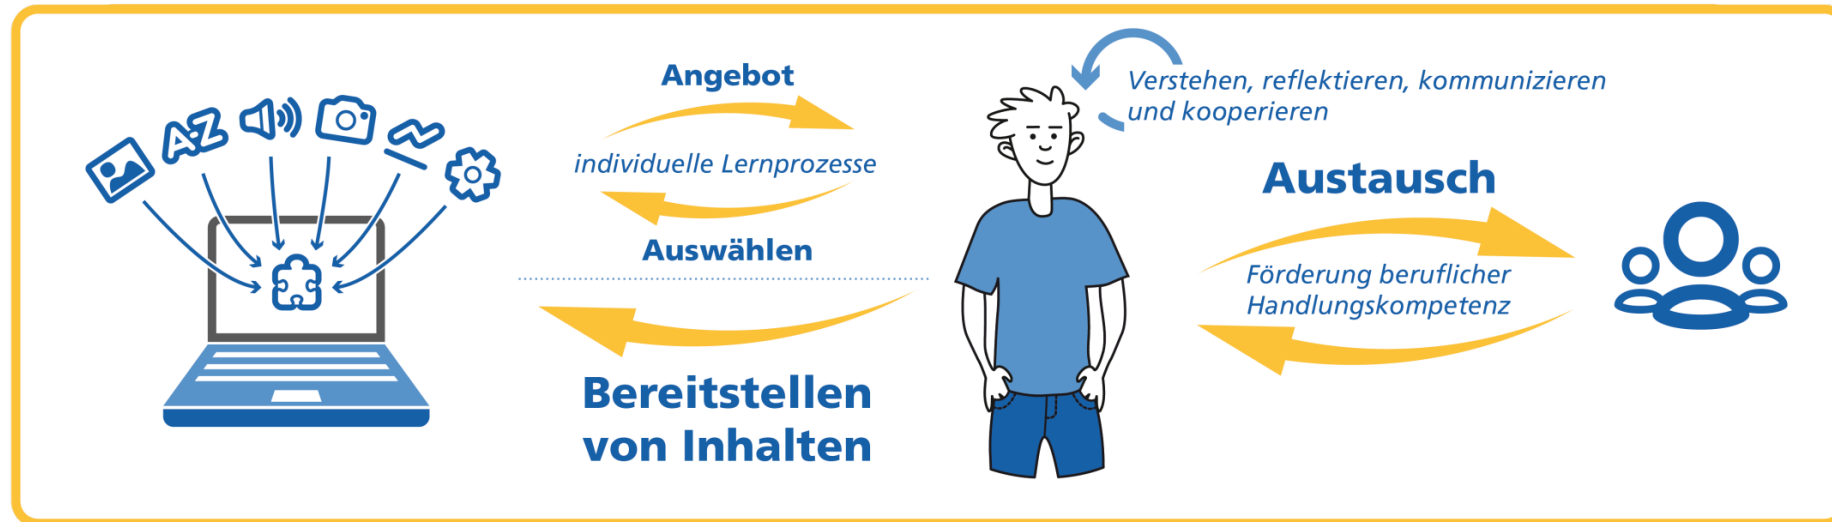 A-Z
Angebot
individuelle Lernprozesse
Auswählen
Bereitstellen
von Inhalten
Verstehen, reflektieren, kommunizieren
und kooperieren
Austausch
Förderung beruflicher
Handlungskompetenz